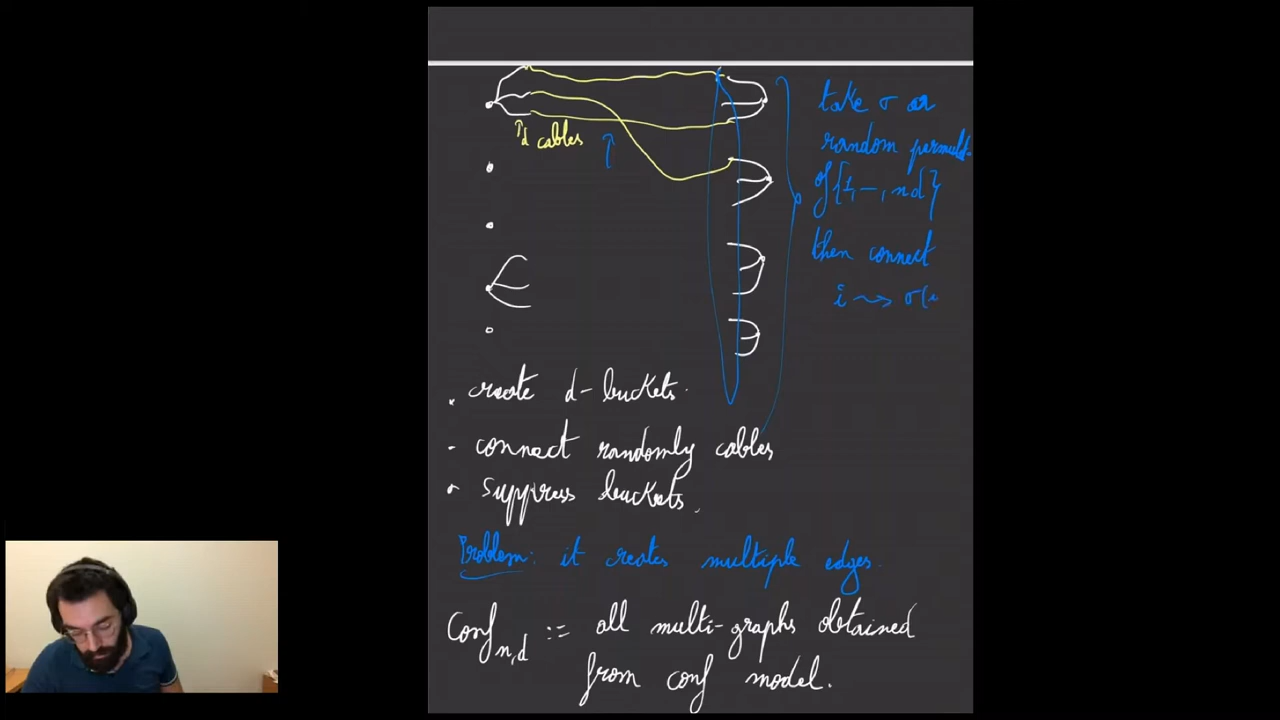 ↑d cables
take σ a
random permut.
of {1, –, nd}
then connect
i ⇝ σ(i
. create d-buckets.
- connect randomly cables
• Suppress buckets.
Problem: it creates multiple edges.
Conf n,d := all multi-graphs obtained
from conf model.